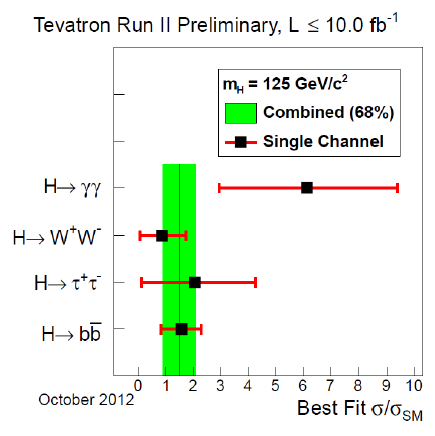 Tevatron Run II Preliminary, L ≤ 10.0 fb⁻¹
m_H = 125 GeV/c²
Combined (68%)
Single Channel
H→ γγ
H→ W⁺W⁻
H→ τ⁺τ⁻
H→ bb̅
0 1 2 3 4 5 6 7 8 9 10
October 2012
Best Fit σ/σ_SM